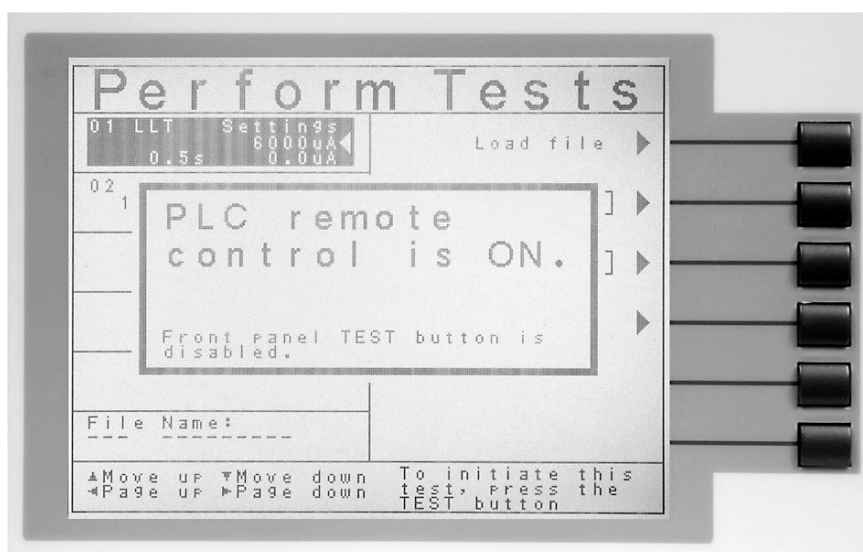 Perform Tests
01 LLT Settings
6000uA
0.5s 0.0uA
Load file
02
1
]
]
PLC remote
control is ON.
Front panel TEST button is
disabled.
File Name:
Move up Move down
Page up Page down
To initiate this
test, press the
TEST button